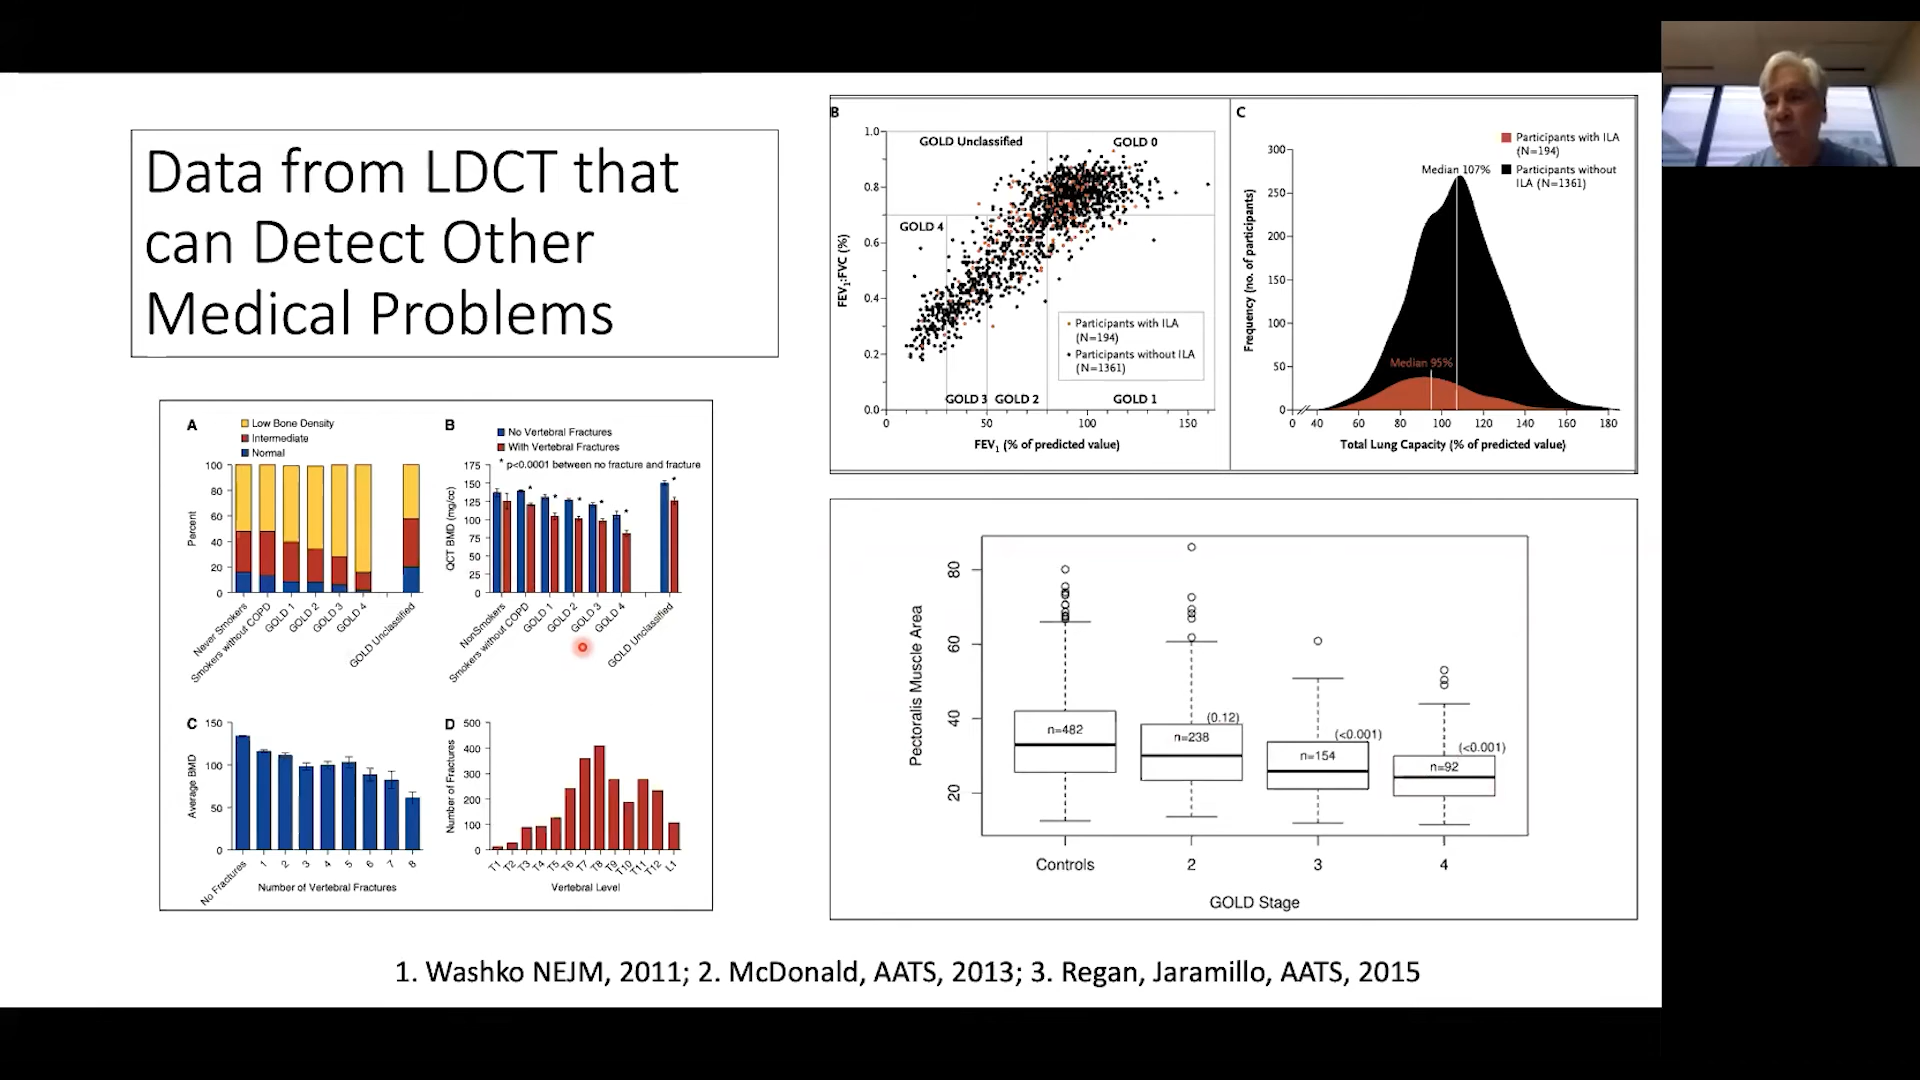 Data from LDCT that
can Detect Other
Medical Problems
A
Low Bone Density
Intermediate
Normal
Percent
100
80
60
40
20
0
Never Smokers
Smokers without COPD
GOLD 1
GOLD 2
GOLD 3
GOLD 4
GOLD Unclassified
B
No Vertebral Fractures
With Vertebral Fractures
* p<0.0001 between no fracture and fracture
QCT BMD (mg/cc)
175
150
125
100
75
50
25
0
* * * * * *
NonSmokers
Smokers without COPD
GOLD 1
GOLD 2
GOLD 3
GOLD 4
GOLD Unclassified
C
Average BMD
150
100
50
0
No Fractures
1 2 3 4 5 6 7 8
Number of Vertebral Fractures
D
Number of Fractures
500
400
300
200
100
0
T1 T2 T3 T4 T5 T6 T7 T8 T9 T10 T11 T12 L1
Vertebral Level
B
GOLD Unclassified
GOLD 0
GOLD 4
GOLD 3
GOLD 2
GOLD 1
FEV1:FVC (%)
1.0
0.8
0.6
0.4
0.2
0.0
Participants with ILA
(N=194)
Participants without ILA
(N=1361)
0 50 100 150
FEV1 (% of predicted value)
C
Participants with ILA
(N=194)
Participants without
ILA (N=1361)
Median 107%
Median 95%
Frequency (no. of participants)
300
250
200
150
100
50
0
0 40 60 80 100 120 140 160 180
Total Lung Capacity (% of predicted value)
Pectoralis Muscle Area
80
60
40
20
n=482
(0.12)
n=238
(<0.001)
n=154
(<0.001)
n=92
Controls 2 3 4
GOLD Stage
1. Washko NEJM, 2011; 2. McDonald, AATS, 2013; 3. Regan, Jaramillo, AATS, 2015